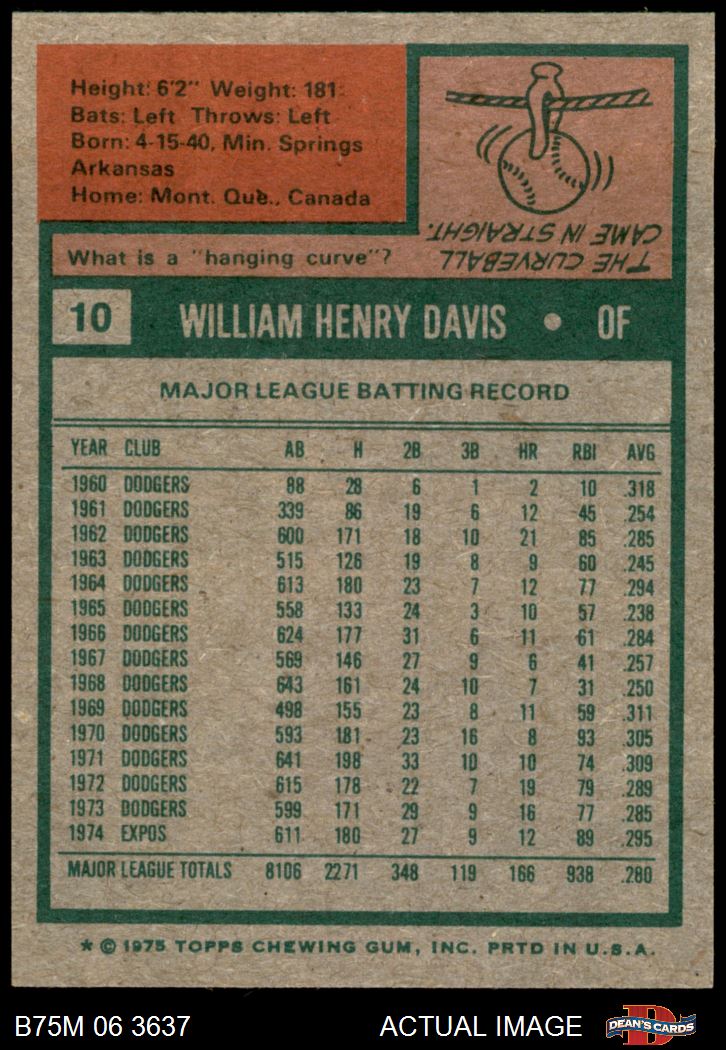 Height: 6'2" Weight: 181
Bats: Left Throws: Left
Born: 4-15-40, Min. Springs
Arkansas
Home: Mont. Que., Canada
What is a "hanging curve"?
THE CURVEBALL
CAME IN STRAIGHT.
10 WILLIAM HENRY DAVIS • OF
MAJOR LEAGUE BATTING RECORD
YEAR CLUB AB H 2B 3B HR RBI AVG
1960 DODGERS 88 28 6 1 2 10 .318
1961 DODGERS 339 86 19 6 12 45 .254
1962 DODGERS 600 171 18 10 21 85 .285
1963 DODGERS 515 126 19 8 9 60 .245
1964 DODGERS 613 180 23 7 12 77 .294
1965 DODGERS 558 133 24 3 10 57 .238
1966 DODGERS 624 177 31 6 11 61 .284
1967 DODGERS 569 146 27 9 6 41 .257
1968 DODGERS 643 161 24 10 7 31 .250
1969 DODGERS 498 155 23 8 11 59 .311
1970 DODGERS 593 181 23 16 8 93 .305
1971 DODGERS 641 198 33 10 10 74 .309
1972 DODGERS 615 178 22 7 19 79 .289
1973 DODGERS 599 171 29 9 16 77 .285
1974 EXPOS 611 180 27 9 12 89 .295
MAJOR LEAGUE TOTALS 8106 2271 348 119 166 938 .280
* © 1975 TOPPS CHEWING GUM, INC. PRTD IN U.S.A.
B75M 06 3637 ACTUAL IMAGE DEAN'S CARDS